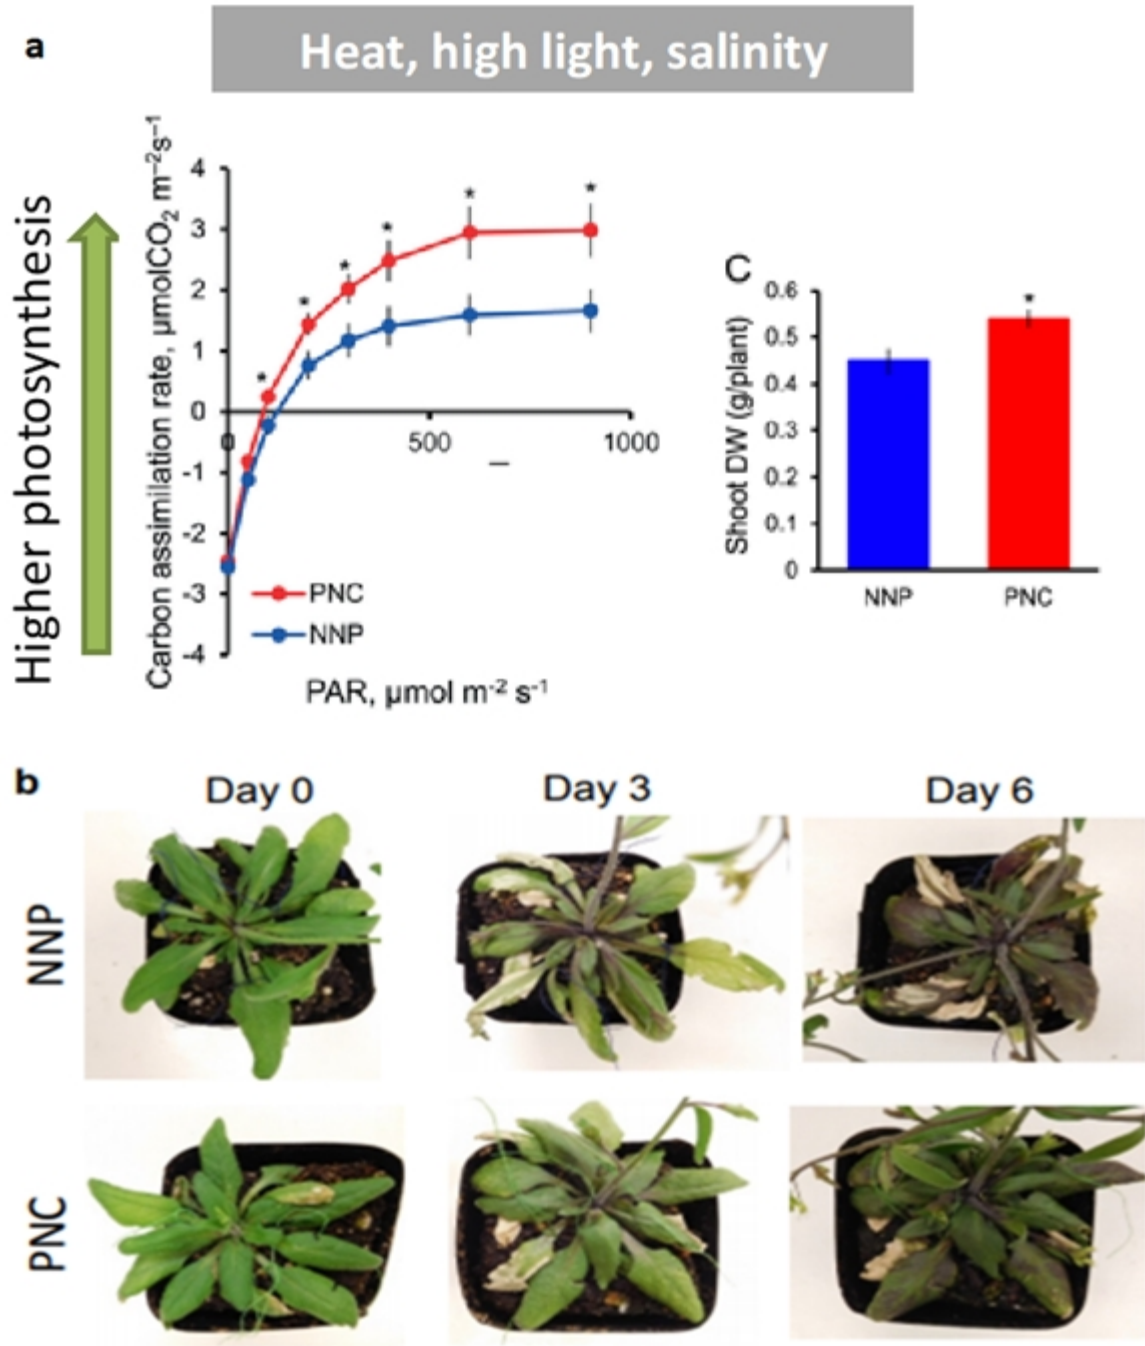 a
Heat, high light, salinity
Higher photosynthesis
Carbon assimilation rate, µmolCO₂ m⁻²s⁻¹
4
3
2
1
0
-1
-2
-3
-4
0
500
1000
*
*
*
*
*
*
PNC
NNP
PAR, µmol m⁻² s⁻¹
C
Shoot DW (g/plant)
0.6
0.5
0.4
0.3
0.2
0.1
0
*
NNP
PNC
b
Day 0
Day 3
Day 6
NNP
PNC